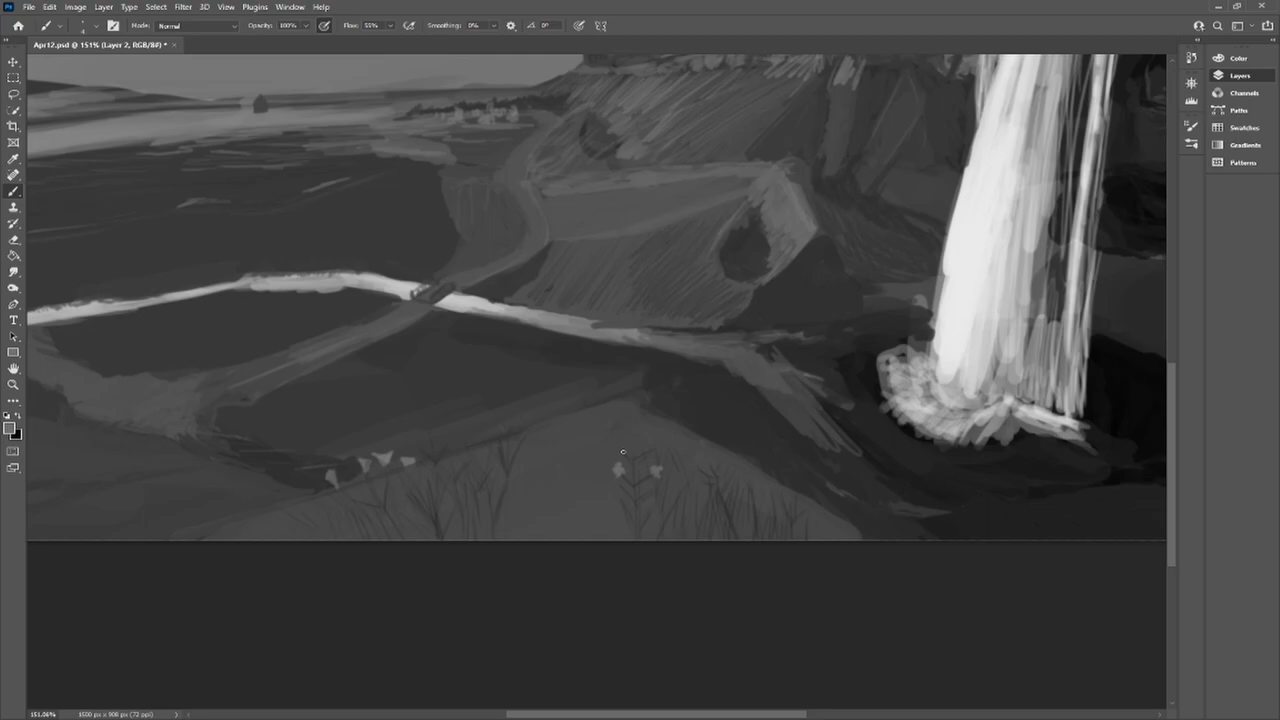 Ps File Edit Image Layer Type Select Filter 3D View Plugins Window Help
Mode: Normal Opacity: 100% Flow: 55% Smoothing: 0% 0°
Apr12.psd @ 151% (Layer 2, RGB/8#) * ×
Color
Layers
Channels
Paths
Swatches
Gradients
Patterns
151.06% 1500 px x 900 px (72 ppi)